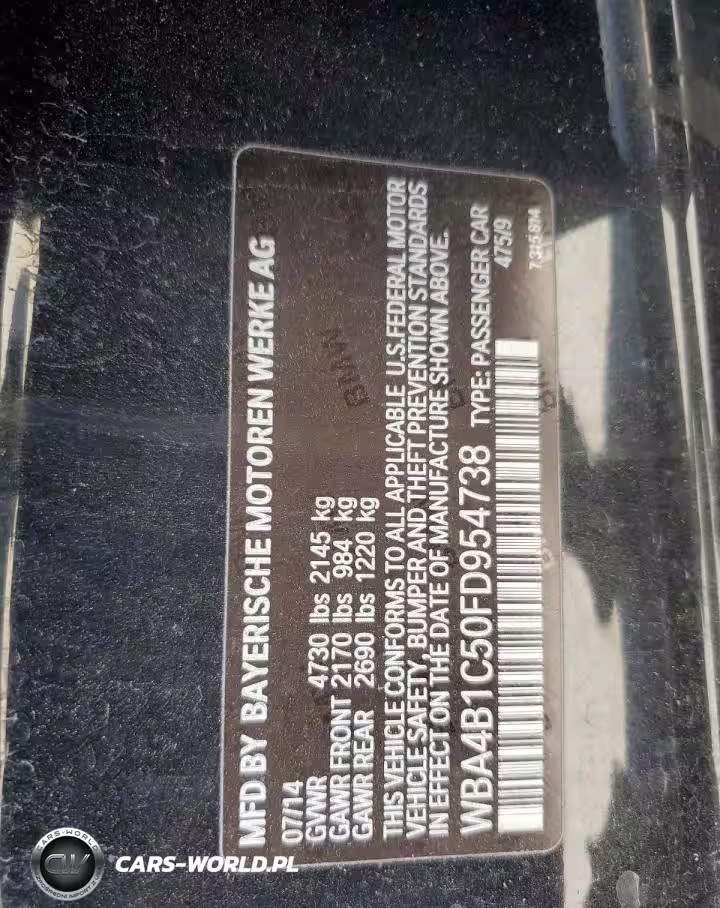 MFD BY BAYERISCHE MOTOREN WERKE AG
07/14
GVWR 4730 lbs 2145 kg
GAWR FRONT 2170 lbs 984 kg
GAWR REAR 2690 lbs 1220 kg
THIS VEHICLE CONFORMS TO ALL APPLICABLE U.S.FEDERAL MOTOR
VEHICLE SAFETY, BUMPER AND THEFT PREVENTION STANDARDS
IN EFFECT ON THE DATE OF MANUFACTURE SHOWN ABOVE.
WBA4B1C50FD954738 TYPE: PASSENGER CAR
475/9
BMW
CARS-WORLD
CW
CARS-WORLD.PL